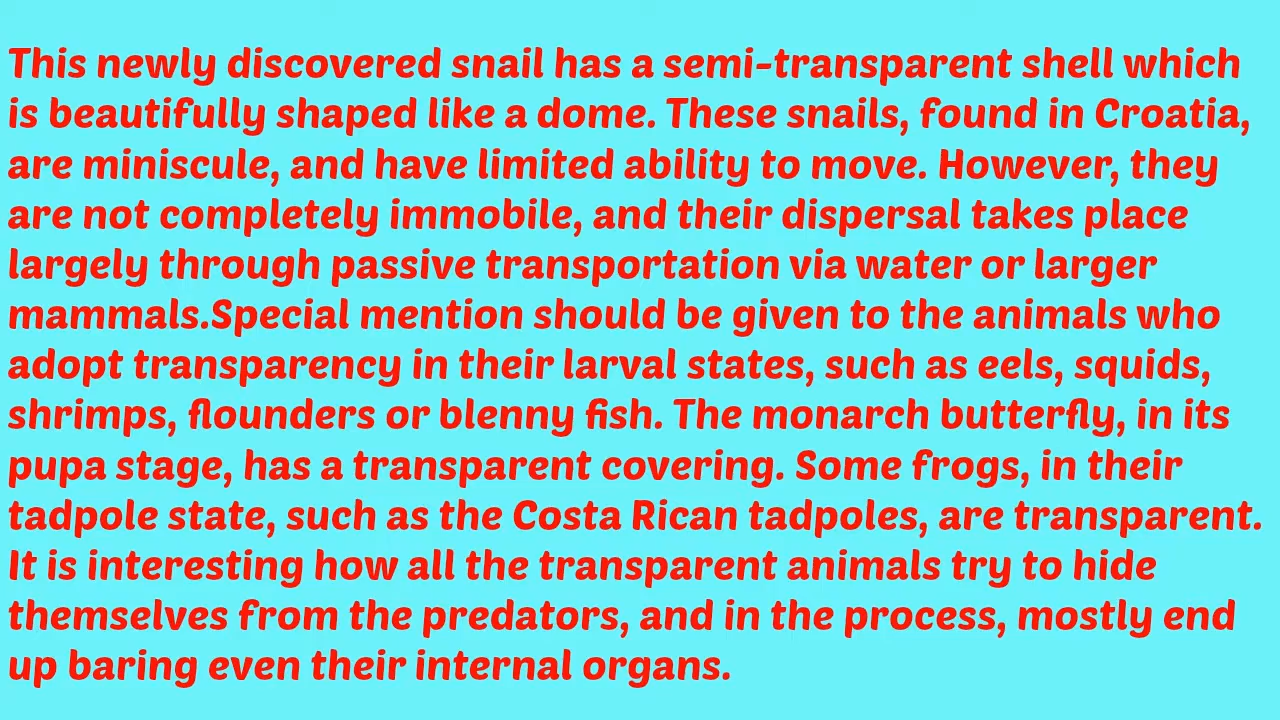 This newly discovered snail has a semi-transparent shell which
is beautifully shaped like a dome. These snails, found in Croatia,
are miniscule, and have limited ability to move. However, they
are not completely immobile, and their dispersal takes place
largely through passive transportation via water or larger
mammals.Special mention should be given to the animals who
adopt transparency in their larval states, such as eels, squids,
shrimps, flounders or blenny fish. The monarch butterfly, in its
pupa stage, has a transparent covering. Some frogs, in their
tadpole state, such as the Costa Rican tadpoles, are transparent.
It is interesting how all the transparent animals try to hide
themselves from the predators, and in the process, mostly end
up baring even their internal organs.